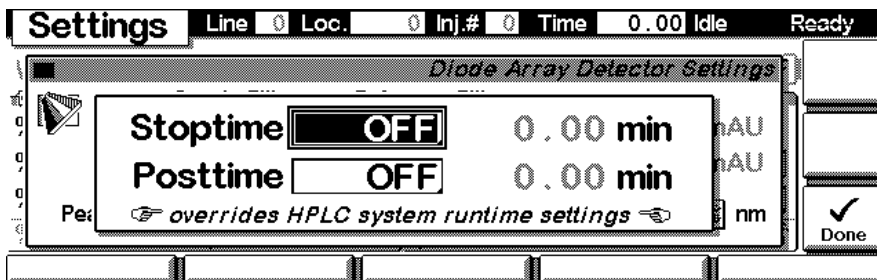 Settings Line 0 Loc. 0 Inj.# 0 Time 0.00 Idle Ready
Diode Array Detector Settings
Stoptime OFF 0.00 min mAU
Posttime OFF 0.00 min mAU
overrides HPLC system runtime settings
nm
Done